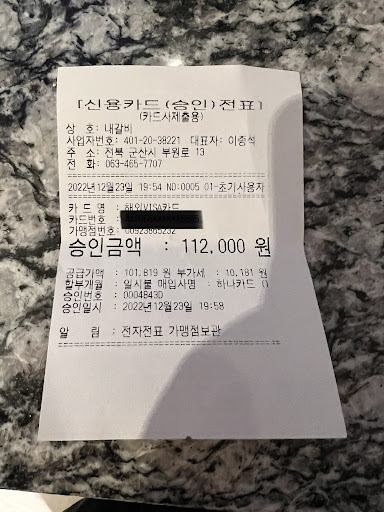 [신용카드(승인)전표]
(카드사제출용)
상 호: 내갈비
사업자번호: 401-20-38221 대표자: 이종석
주 소: 전북 군산시 부원로 13
전 화: 063-465-7707
2022년12월23일 19:54 NO:0005 01-초기사용자
카 드 명 : 해외VISA카드
카드번호 :
가맹점번호: 00923865232
승인금액 : 112,000 원
공급가액 : 101,819 원 부가세 : 10,181 원
할부개월 : 일시불 매입사명 : 하나카드 ()
승인번호 : 00048430
승인일시 : 2022년12월23일 19:58
알 림 : 전자전표 가맹점보관